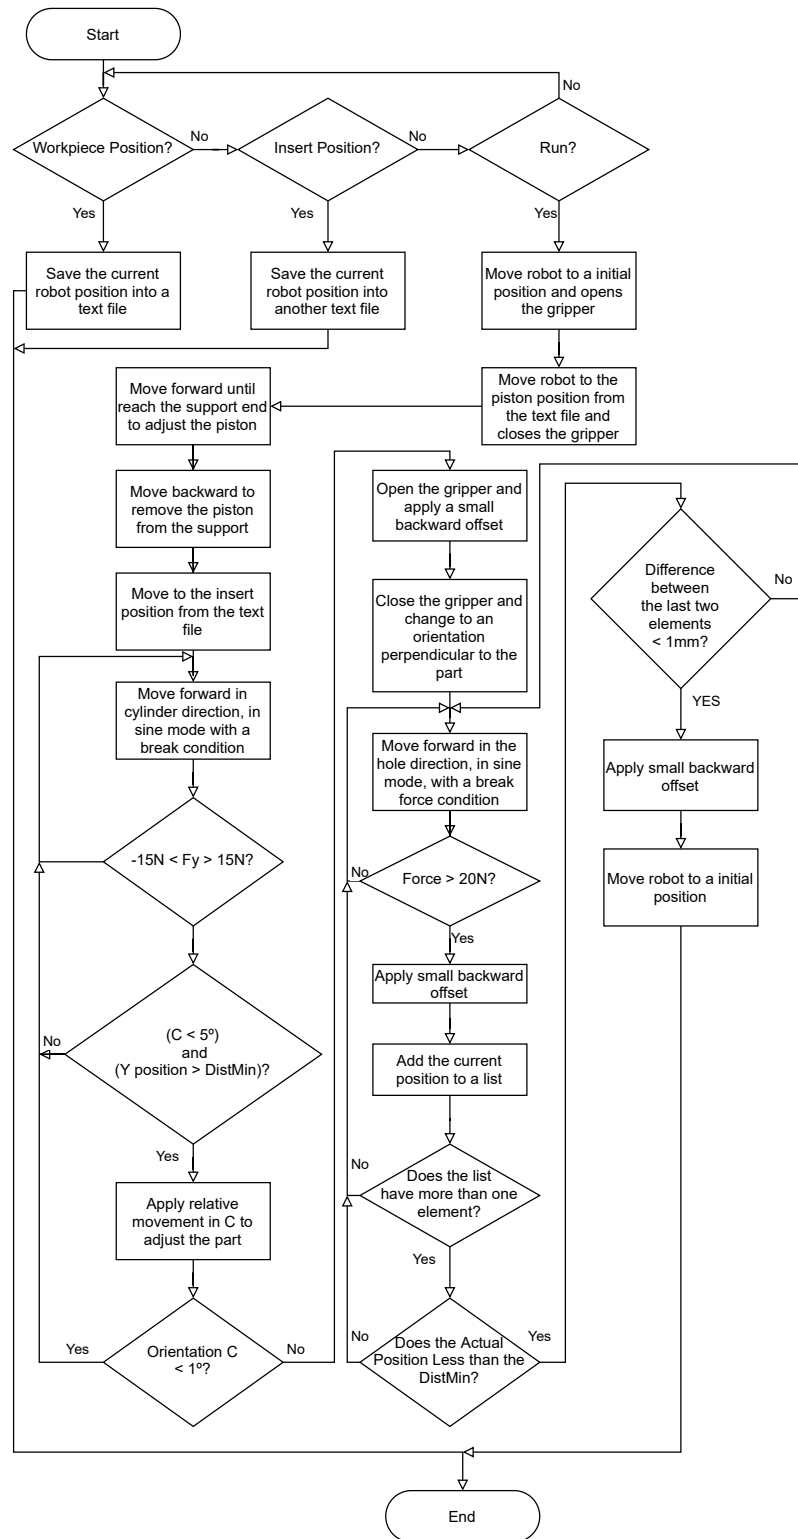 Start
No
Workpiece Position?
No
Insert Position?
No
Run?
Yes
Yes
Yes
Save the current
robot position into a
text file
Save the current
robot position into
another text file
Move robot to a initial
position and opens
the gripper
Move forward until
reach the support end
to adjust the piston
Move robot to the
piston position from
the text file and
closes the gripper
Move backward to
remove the piston
from the support
Move to the insert
position from the text
file
Move forward in
cylinder direction, in
sine mode with a
break condition
-15N < Fy > 15N?
No
(C < 5º)
and
(Y position > DistMin)?
Yes
Apply relative
movement in C to
adjust the part
Yes
Orientation C
< 1º?
No
Open the gripper and
apply a small
backward offset
Close the gripper and
change to an
orientation
perpendicular to the
part
Move forward in the
hole direction, in sine
mode, with a break
force condition
No
Force > 20N?
Yes
Apply small backward
offset
Add the current
position to a list
No
Does the list
have more than one
element?
Yes
No
Does the Actual
Position Less than the
DistMin?
Yes
Difference
between
the last two
elements
< 1mm?
No
YES
Apply small backward
offset
Move robot to a initial
position
End